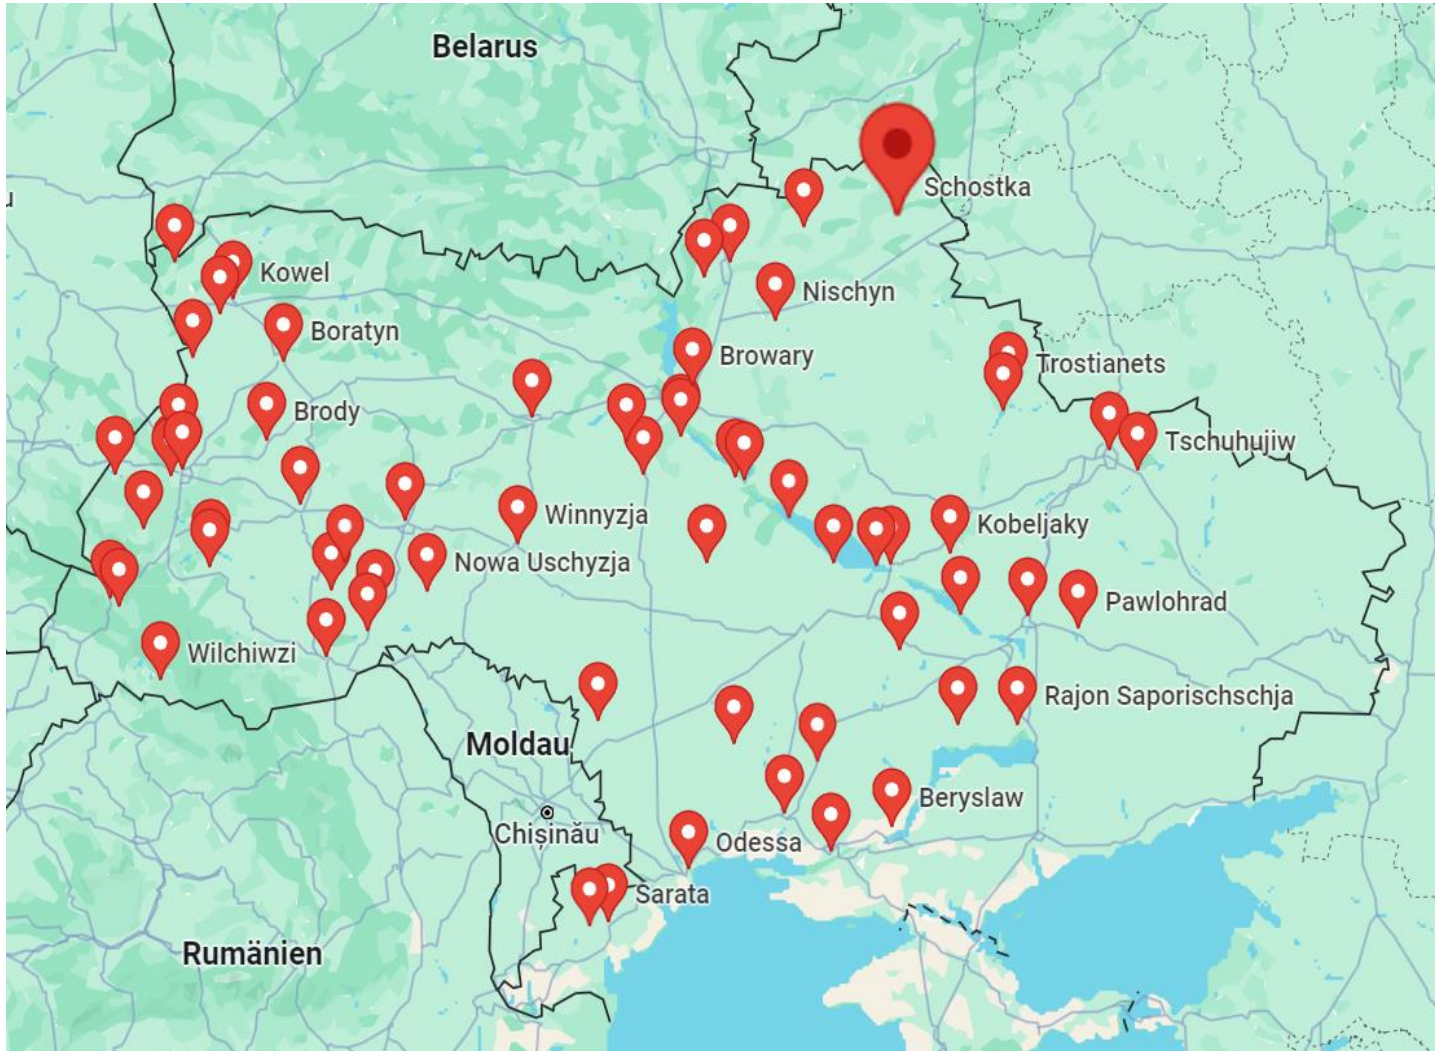 Belarus
u
Schostka
Kowel
Nischyn
Boratyn
Browary
Trostianets
Brody
Tschuhujiw
Winnyzja
Kobeljaky
Nowa Uschyzja
Pawlohrad
Wilchiwzi
Rajon Saporischschja
Moldau
Beryslaw
Chișinău
Odessa
Sarata
Rumänien